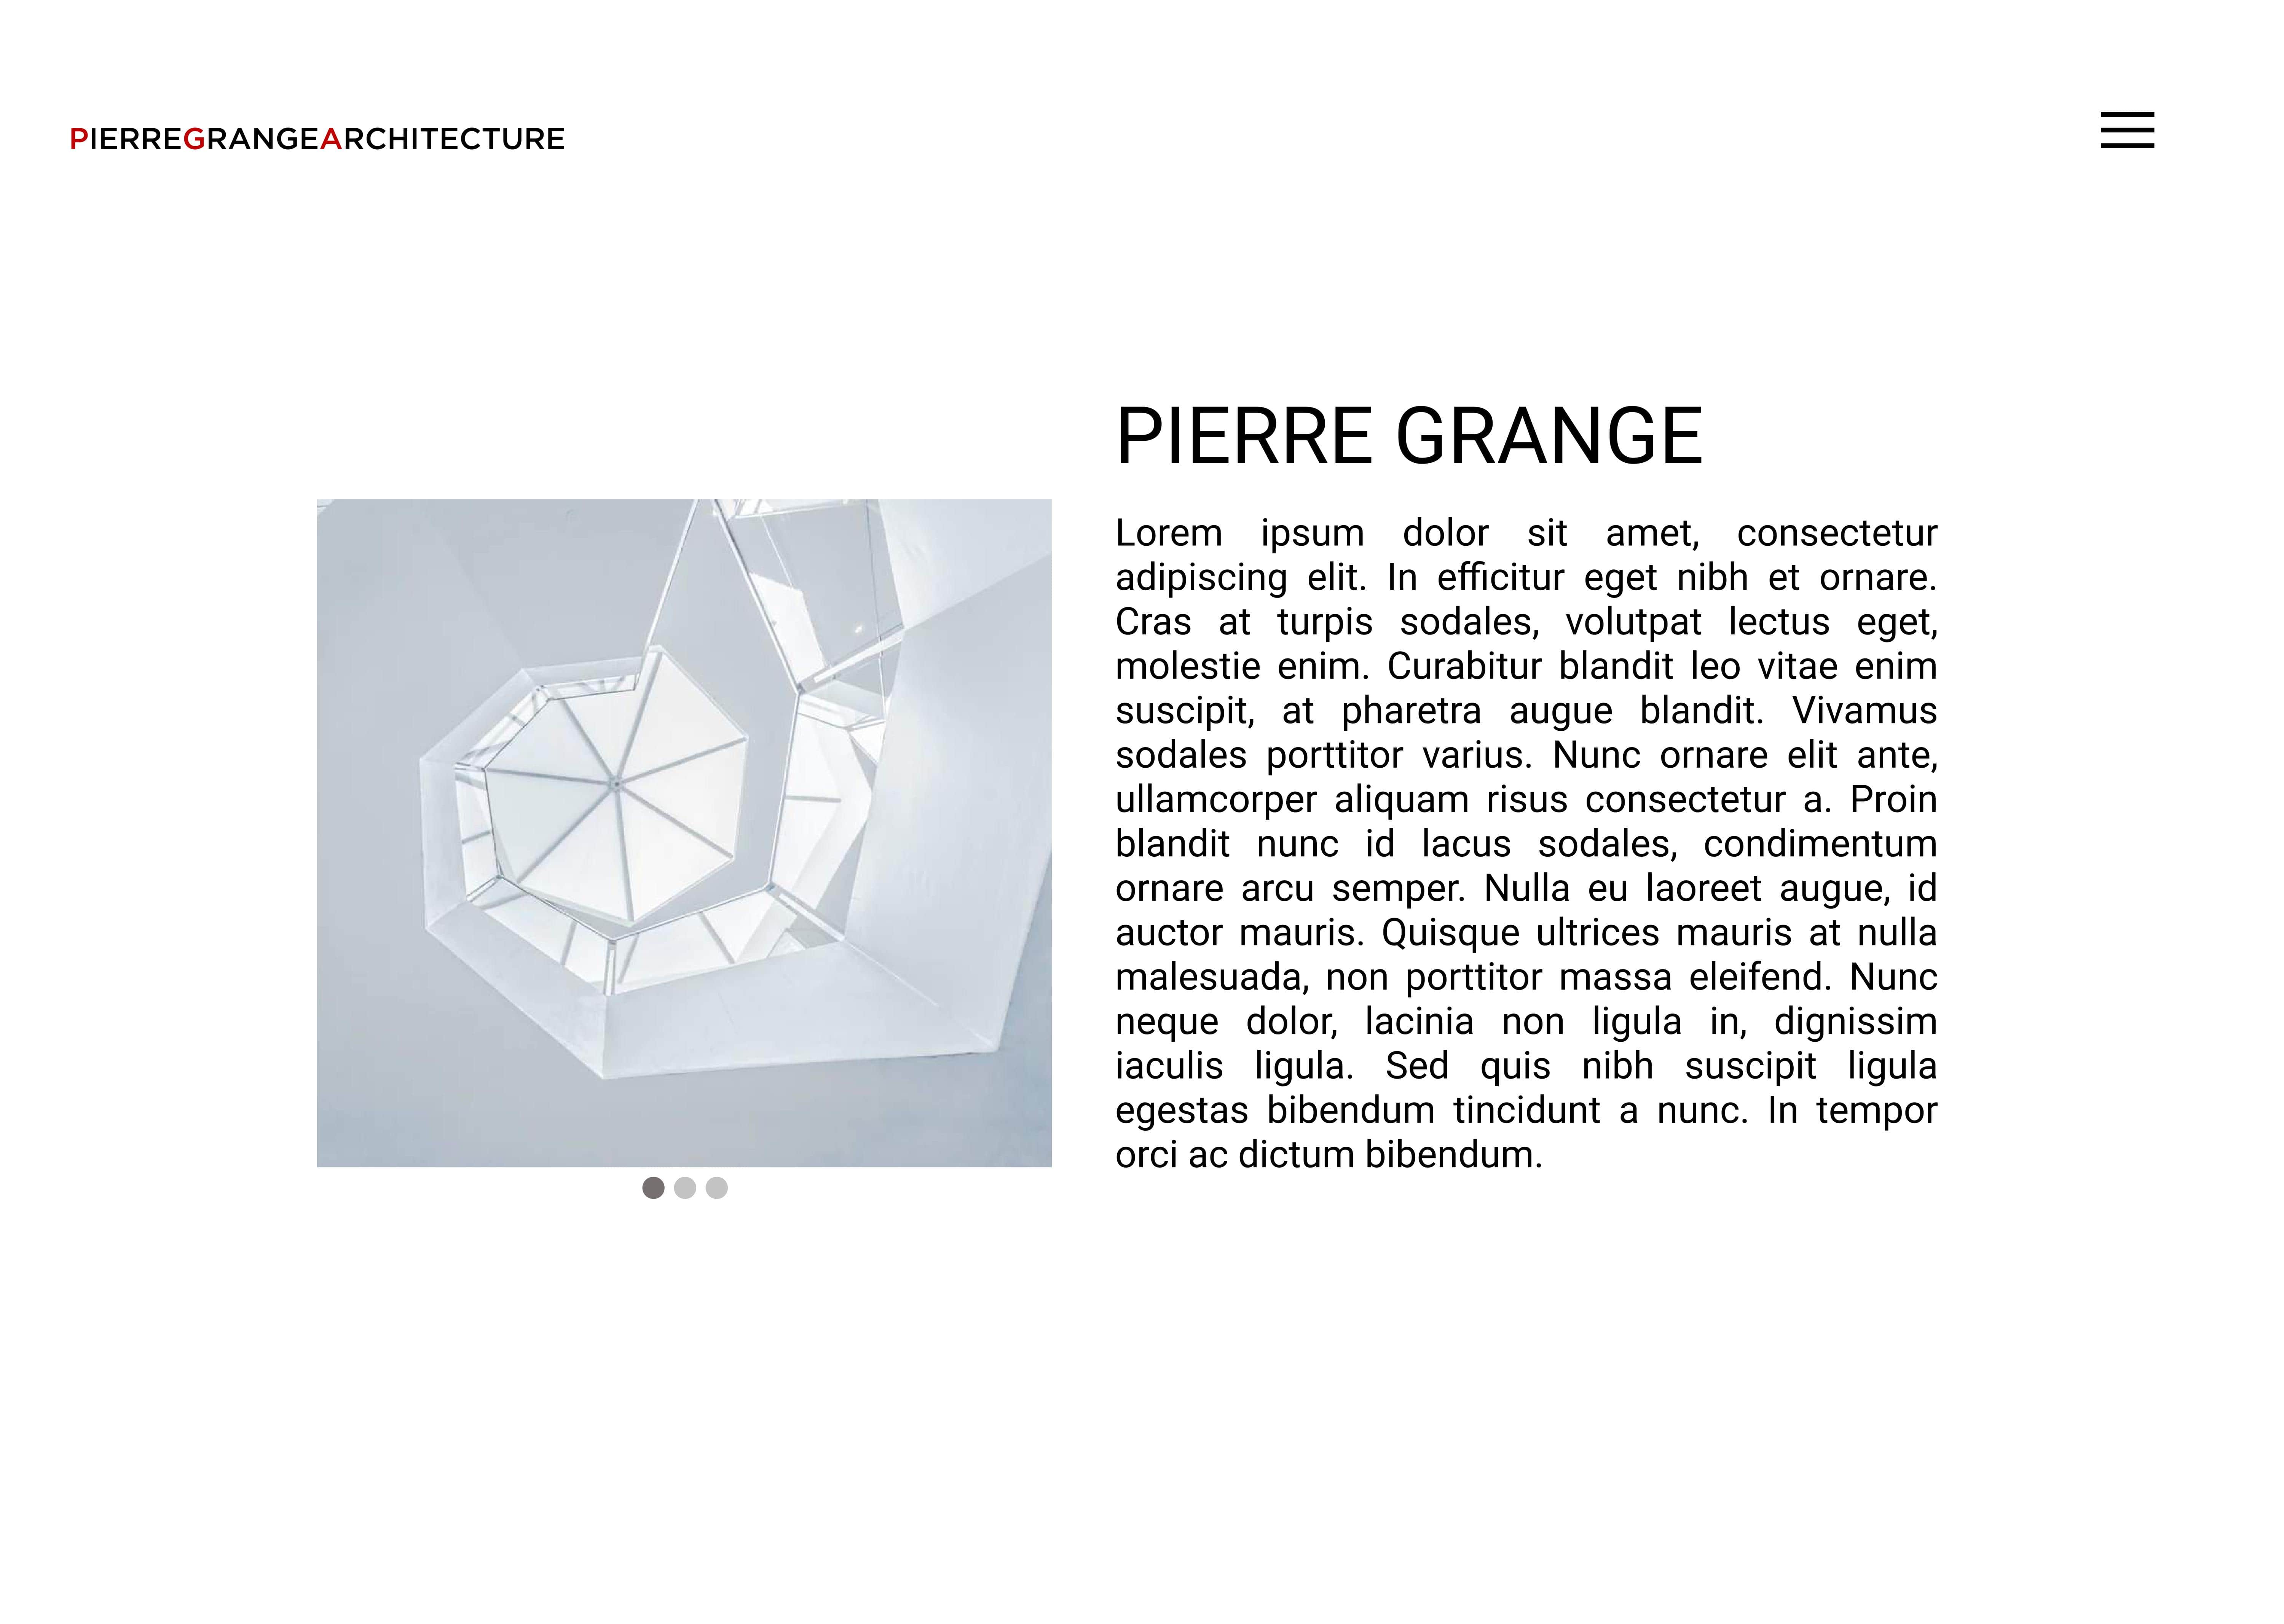 PIERREGRANGEARCHITECTURE
PIERRE GRANGE
Lorem ipsum dolor sit amet, consectetur
adipiscing elit. In efficitur eget nibh et ornare.
Cras at turpis sodales, volutpat lectus eget,
molestie enim. Curabitur blandit leo vitae enim
suscipit, at pharetra augue blandit. Vivamus
sodales porttitor varius. Nunc ornare elit ante,
ullamcorper aliquam risus consectetur a. Proin
blandit nunc id lacus sodales, condimentum
ornare arcu semper. Nulla eu laoreet augue, id
auctor mauris. Quisque ultrices mauris at nulla
malesuada, non porttitor massa eleifend. Nunc
neque dolor, lacinia non ligula in, dignissim
iaculis ligula. Sed quis nibh suscipit ligula
egestas bibendum tincidunt a nunc. In tempor
orci ac dictum bibendum.